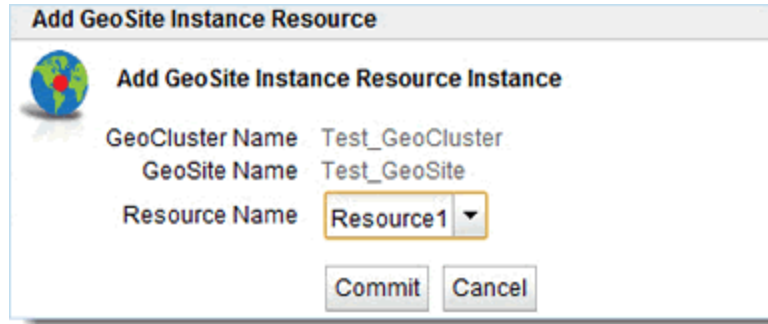 Add GeoSite Instance Resource
Add GeoSite Instance Resource Instance
GeoCluster Name Test_GeoCluster
GeoSite Name Test_GeoSite
Resource Name Resource1
Commit Cancel